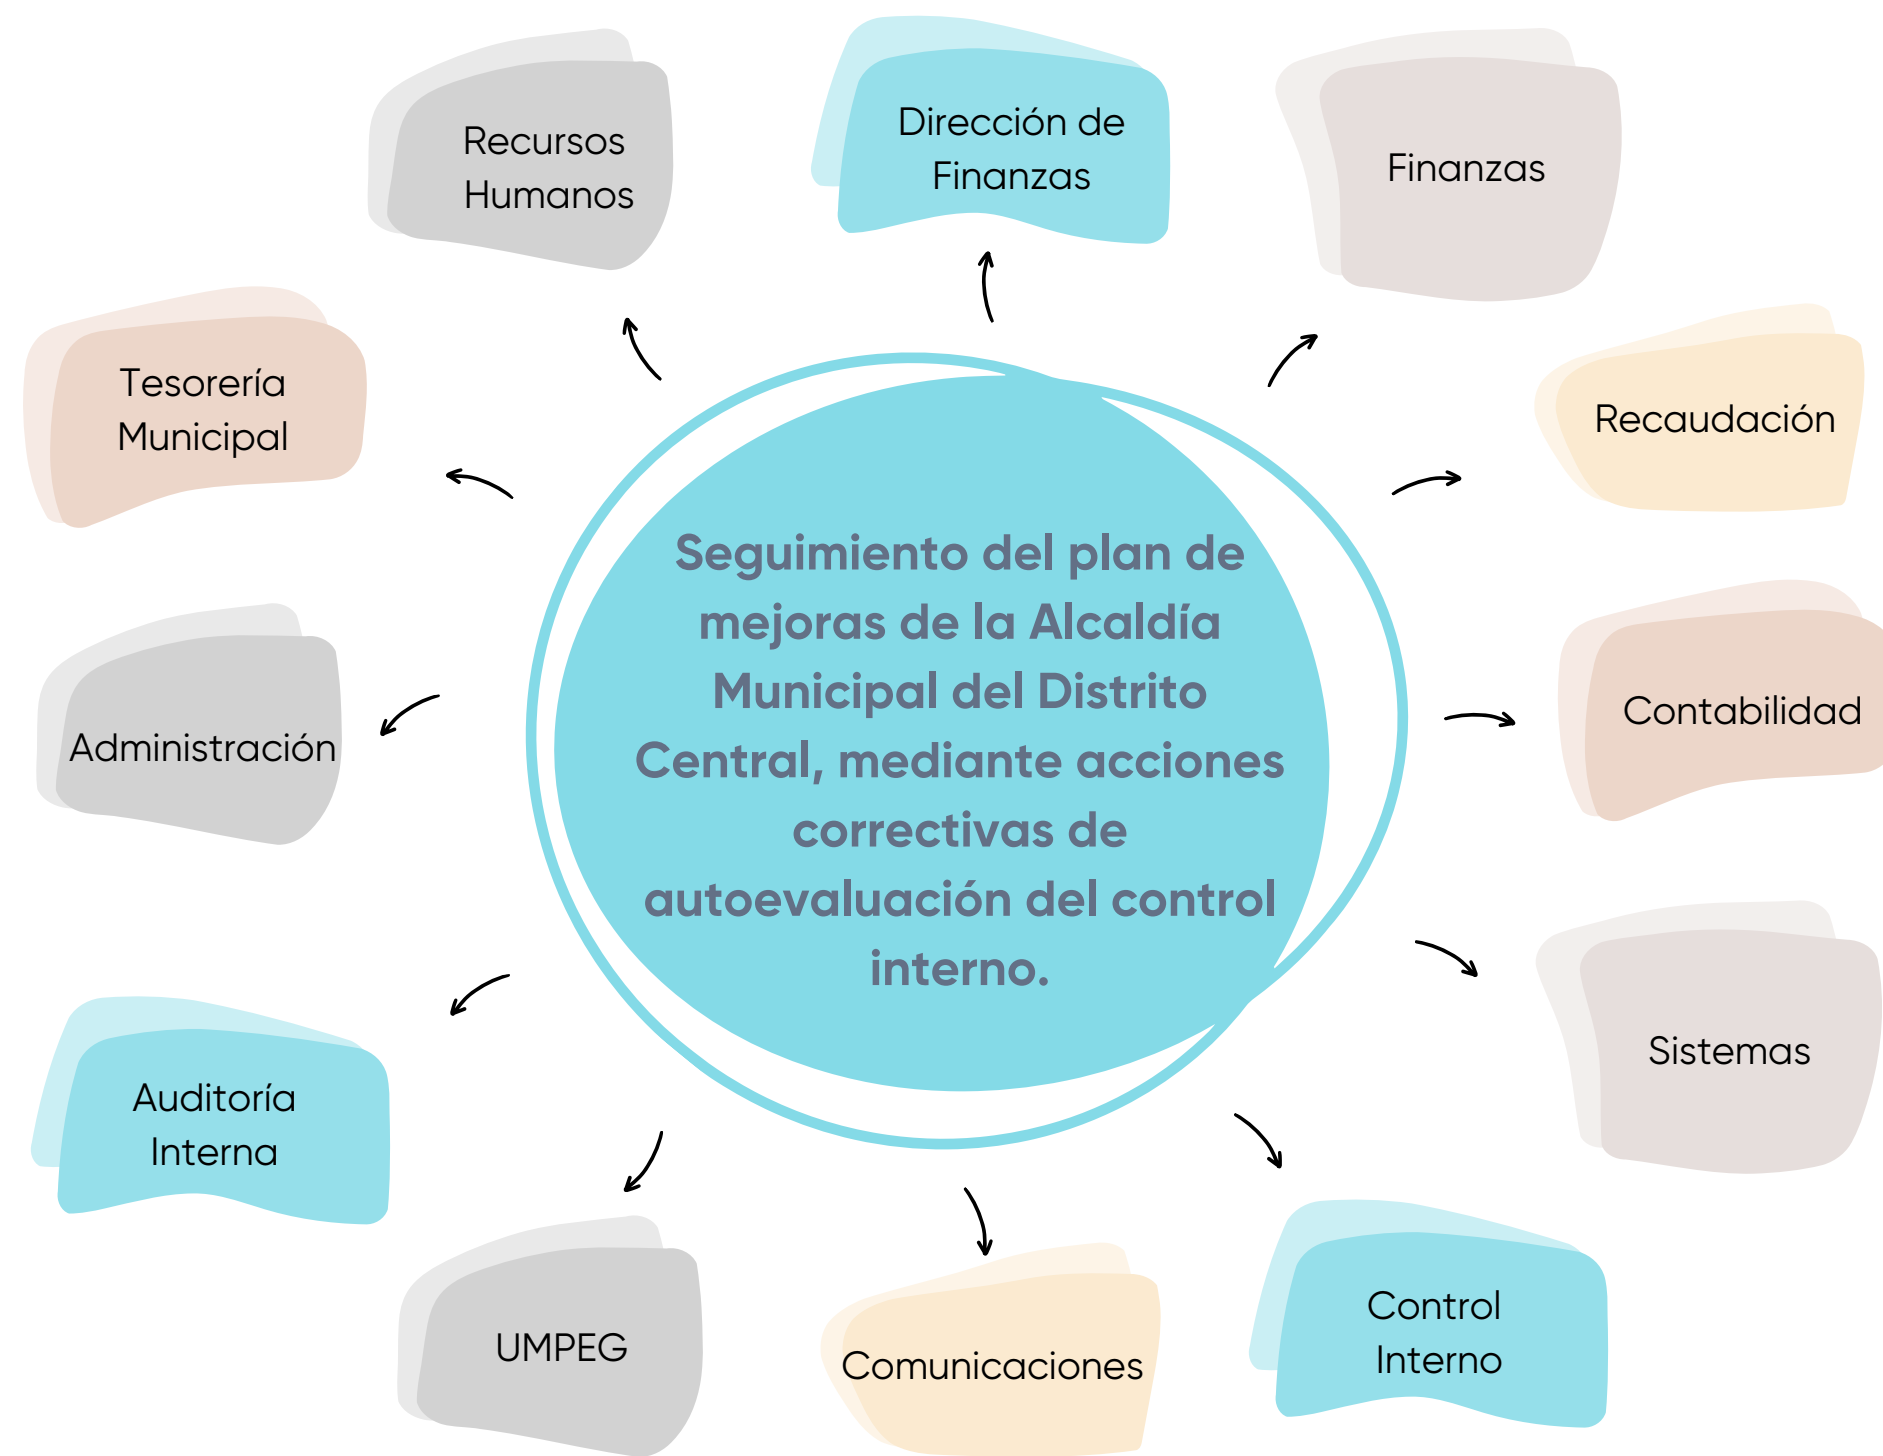 Recursos
Humanos
Dirección de
Finanzas
Finanzas
Tesorería
Municipal
Recaudación
Seguimiento del plan de
mejoras de la Alcaldía
Municipal del Distrito
Central, mediante acciones
correctivas de
autoevaluación del control
interno.
Administración
Contabilidad
Auditoría
Interna
Sistemas
UMPEG
Comunicaciones
Control
Interno